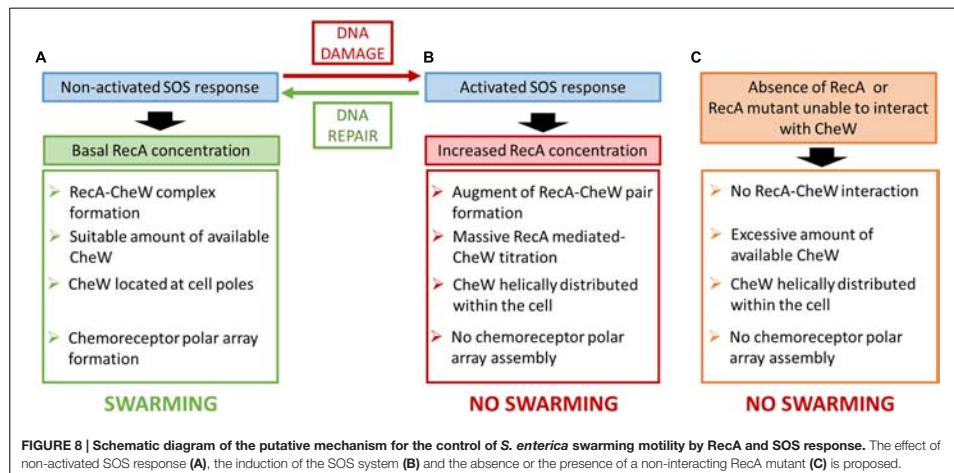 A
Non-activated SOS response
Basal RecA concentration
➢ RecA-CheW complex
formation
➢ Suitable amount of available
CheW
➢ CheW located at cell poles
➢ Chemoreceptor polar array
formation
SWARMING
DNA
DAMAGE
DNA
REPAIR
B
Activated SOS response
Increased RecA concentration
➢ Augment of RecA-CheW pair
formation
➢ Massive RecA mediated-
CheW titration
➢ CheW helically distributed
within the cell
➢ No chemoreceptor polar
array assembly
NO SWARMING
C
Absence of RecA or
RecA mutant unable to interact
with CheW
➢ No RecA-CheW interaction
➢ Excessive amount of
available CheW
➢ CheW helically distributed
within the cell
➢ No chemoreceptor polar
array assembly
NO SWARMING
FIGURE 8 | Schematic diagram of the putative mechanism for the control of S. enterica swarming motility by RecA and SOS response. The effect of
non-activated SOS response (A), the induction of the SOS system (B) and the absence or the presence of a non-interacting RecA mutant (C) is proposed.